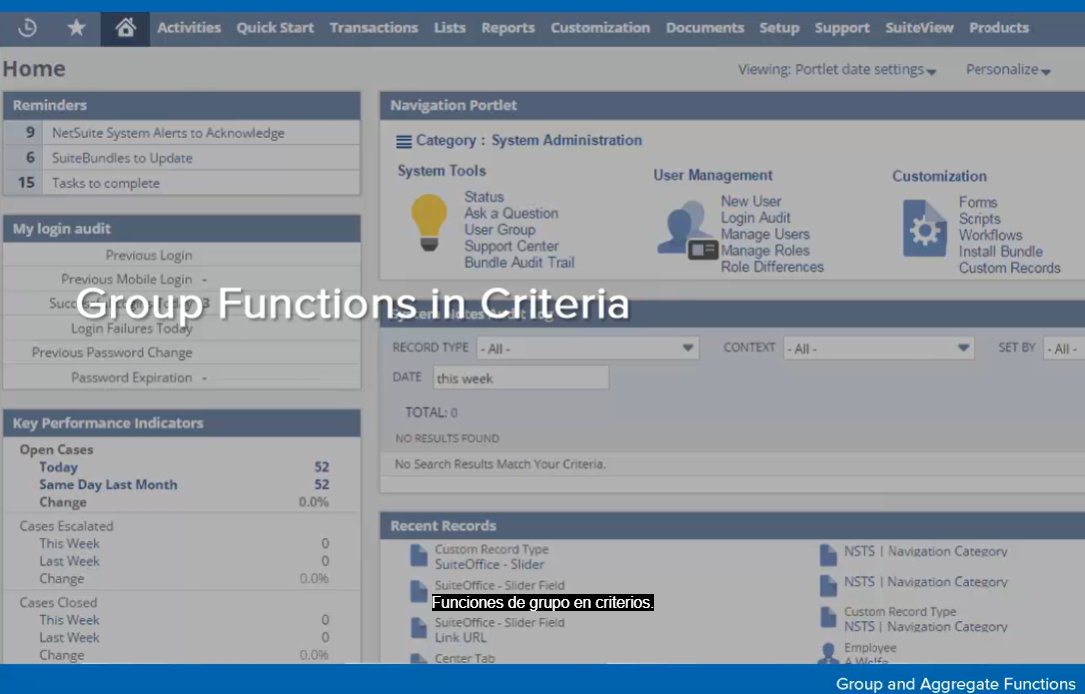 Activities Quick Start Transactions Lists Reports Customization Documents Setup Support SuiteView Products
Home
Viewing: Portlet date settings
Personalize
Reminders
9 NetSuite System Alerts to Acknowledge
6 SuiteBundles to Update
15 Tasks to complete
My login audit
Previous Login
Previous Mobile Login -
3
Login Failures Today
Previous Password Change
Password Expiration -
Group Functions in Criteria
Key Performance Indicators
Open Cases
Today 52
Same Day Last Month 52
Change 0.0%
Cases Escalated
This Week 0
Last Week 0
Change 0.0%
Cases Closed
This Week 0
Last Week 0
Change 0.0%
Navigation Portlet
Category : System Administration
System Tools
Status
Ask a Question
User Group
Support Center
Bundle Audit Trail
User Management
New User
Login Audit
Manage Users
Manage Roles
Role Differences
Customization
Forms
Scripts
Workflows
Install Bundle
Custom Records
System Notes Audit Log
RECORD TYPE - All - CONTEXT - All - SET BY - All -
DATE this week
TOTAL: 0
NO RESULTS FOUND
No Search Results Match Your Criteria.
Recent Records
Custom Record Type
SuiteOffice - Slider
SuiteOffice - Slider Field
Funciones de grupo en criterios.
SuiteOffice - Slider Field
Link URL
Center Tab
NSTS | Navigation Category
NSTS | Navigation Category
Custom Record Type
NSTS | Navigation Category
Employee
A Wolfe
Group and Aggregate Functions